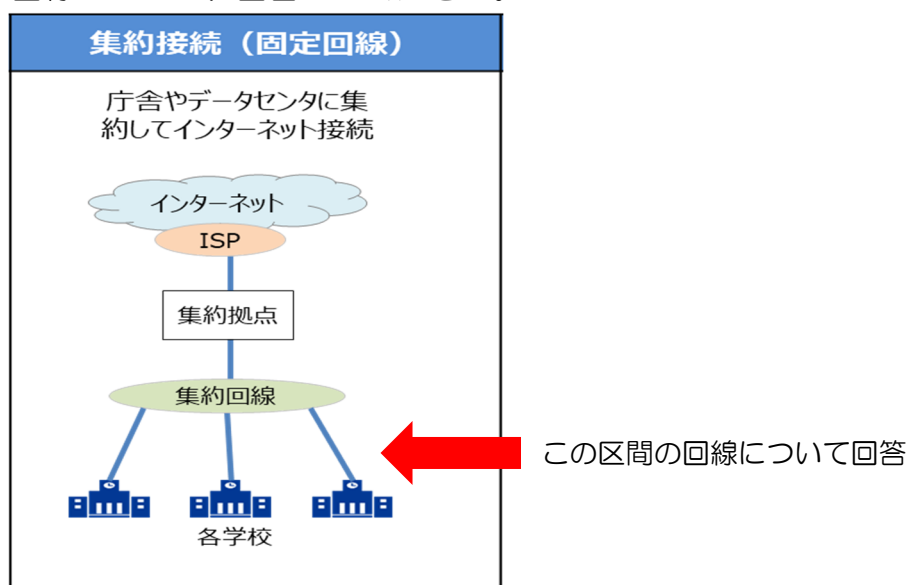 集約接続（固定回線）
庁舎やデータセンタに集
約してインターネット接続
インターネット
ISP
集約拠点
集約回線
この区間の回線について回答
各学校